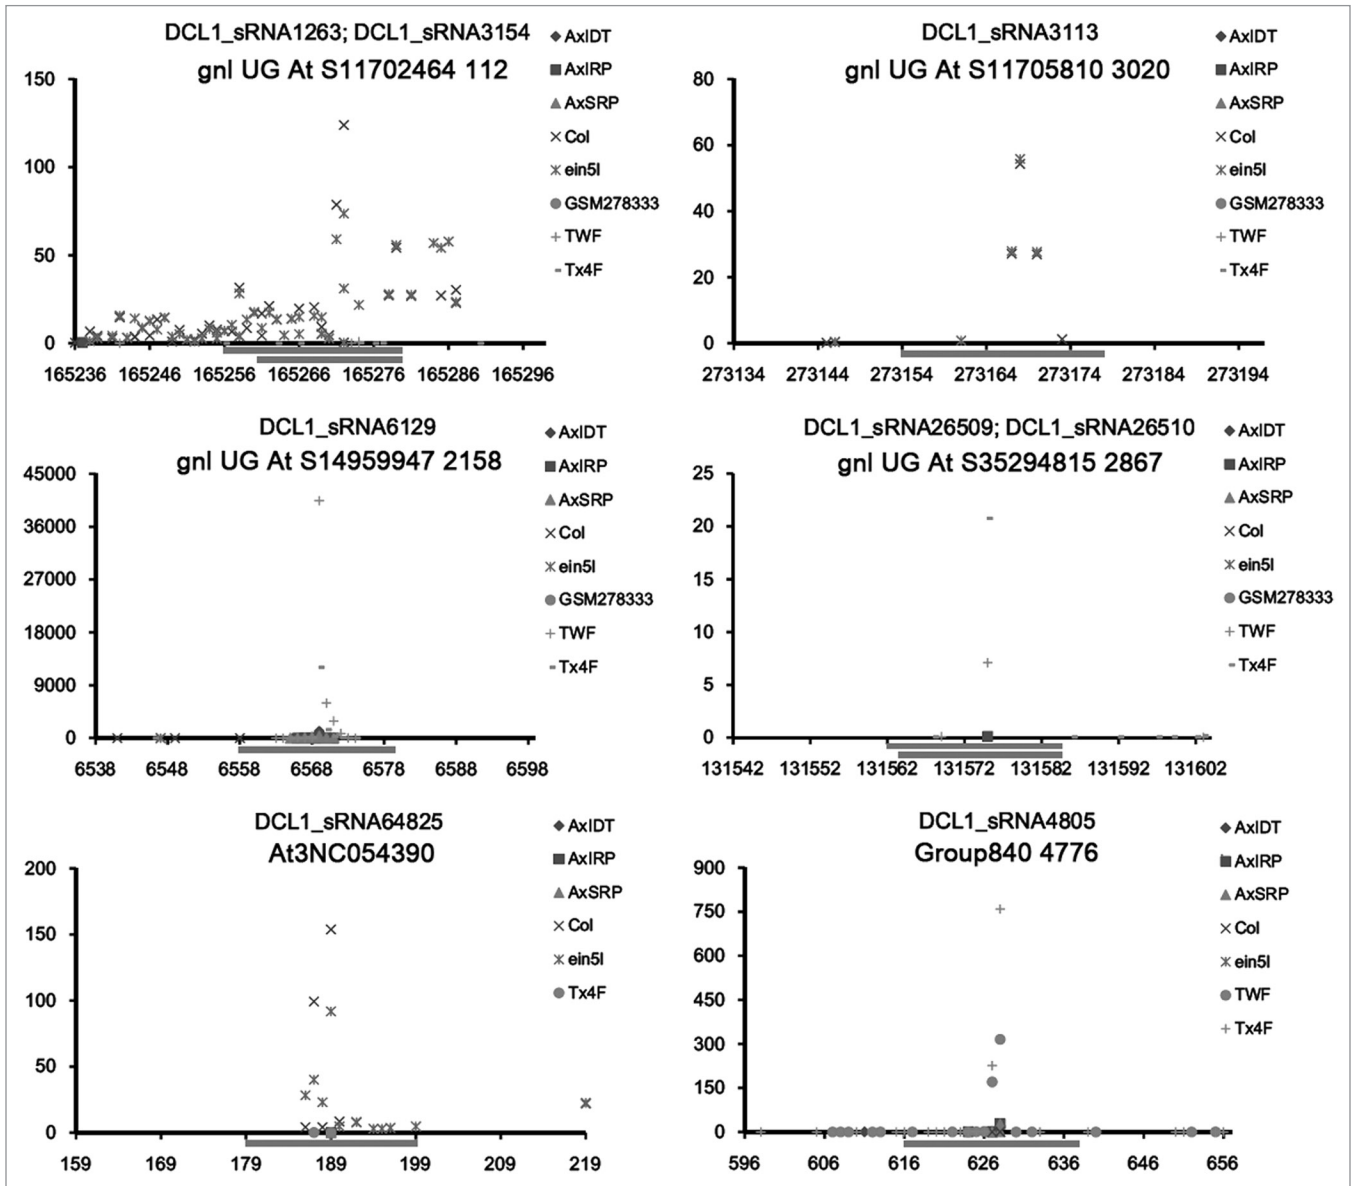 DCL1_sRNA1263; DCL1_sRNA3154
gnl UG At S11702464 112
150
100
50
0
165236 165246 165256 165266 165276 165286 165296
AxIDT
AxIRP
AxSRP
Col
ein5l
GSM278333
TWF
Tx4F
DCL1_sRNA3113
gnl UG At S11705810 3020
80
60
40
20
0
273134 273144 273154 273164 273174 273184 273194
AxIDT
AxIRP
AxSRP
Col
ein5l
GSM278333
TWF
Tx4F
DCL1_sRNA6129
gnl UG At S14959947 2158
45000
36000
27000
18000
9000
0
6538 6548 6558 6568 6578 6588 6598
AxIDT
AxIRP
AxSRP
Col
ein5l
GSM278333
TWF
Tx4F
DCL1_sRNA26509; DCL1_sRNA26510
gnl UG At S35294815 2867
25
20
15
10
5
0
131542 131552 131562 131572 131582 131592 131602
AxIDT
AxIRP
AxSRP
Col
ein5l
GSM278333
TWF
Tx4F
DCL1_sRNA64825
At3NC054390
200
150
100
50
0
159 169 179 189 199 209 219
AxIDT
AxIRP
AxSRP
Col
ein5l
Tx4F
DCL1_sRNA4805
Group840 4776
900
750
600
450
300
150
0
596 606 616 626 636 646 656
AxIDT
AxIRP
AxSRP
Col
ein5l
TWF
Tx4F